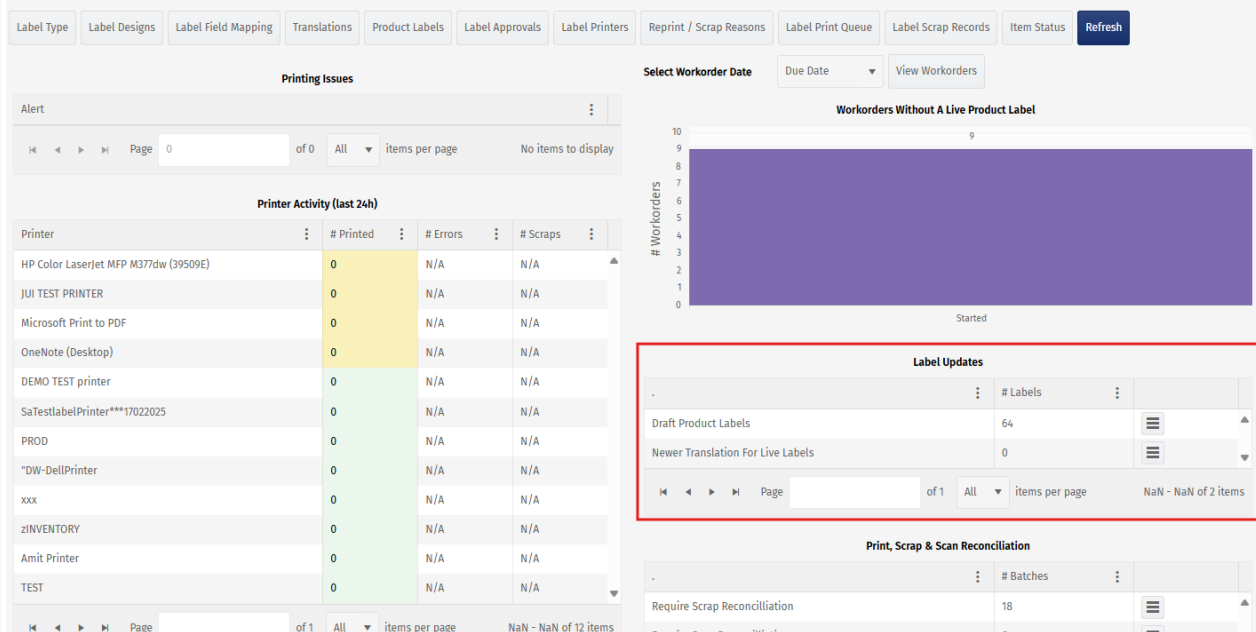 Label Type Label Designs Label Field Mapping Translations Product Labels Label Approvals Label Printers Reprint / Scrap Reasons Label Print Queue Label Scrap Records Item Status Refresh
Printing Issues
Alert
Page 0 of 0 All items per page No items to display
Printer Activity (last 24h)
Printer # Printed # Errors # Scraps
HP Color LaserJet MFP M377dw (39509E) 0 N/A N/A
JUI TEST PRINTER 0 N/A N/A
Microsoft Print to PDF 0 N/A N/A
OneNote (Desktop) 0 N/A N/A
DEMO TEST printer 0 N/A N/A
SaTestlabelPrinter***17022025 0 N/A N/A
PROD 0 N/A N/A
"DW-DellPrinter 0 N/A N/A
xxx 0 N/A N/A
zINVENTORY 0 N/A N/A
Amit Printer 0 N/A N/A
TEST 0 N/A N/A
Page of 1 All items per page NaN - NaN of 12 items
Select Workorder Date Due Date View Workorders
Workorders Without A Live Product Label
# Workorders
10
9
8
7
6
5
4
3
2
1
0
9
Started
Label Updates
. # Labels
Draft Product Labels 64
Newer Translation For Live Labels 0
Page of 1 All items per page NaN - NaN of 2 items
Print, Scrap & Scan Reconciliation
. # Batches
Require Scrap Reconcilliation 18